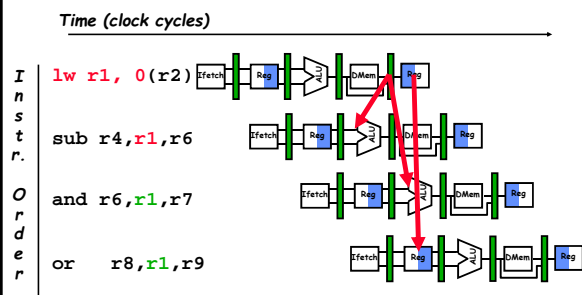 Time (clock cycles)
Instr. Order
lw r1, 0(r2) Ifetch Reg ALU DMem Reg
sub r4,r1,r6 Ifetch Reg ALU DMem Reg
and r6,r1,r7 Ifetch Reg ALU DMem Reg
or r8,r1,r9 Ifetch Reg ALU DMem Reg